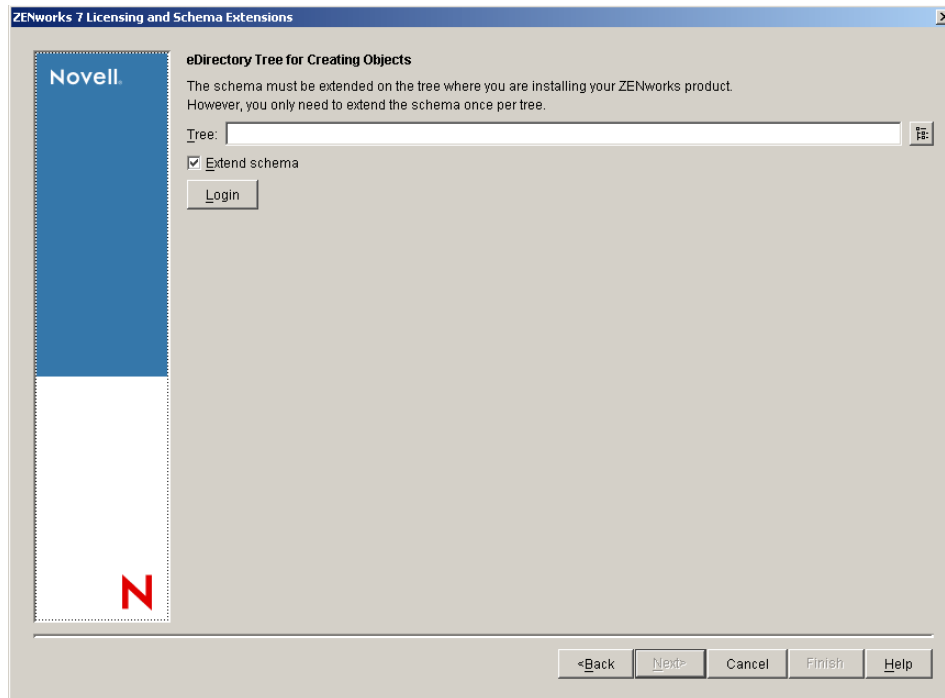 ZENworks 7 Licensing and Schema Extensions
Novell.
eDirectory Tree for Creating Objects
The schema must be extended on the tree where you are installing your ZENworks product.
However, you only need to extend the schema once per tree.
Tree:
Extend schema
Login
N
<Back Next> Cancel Finish Help